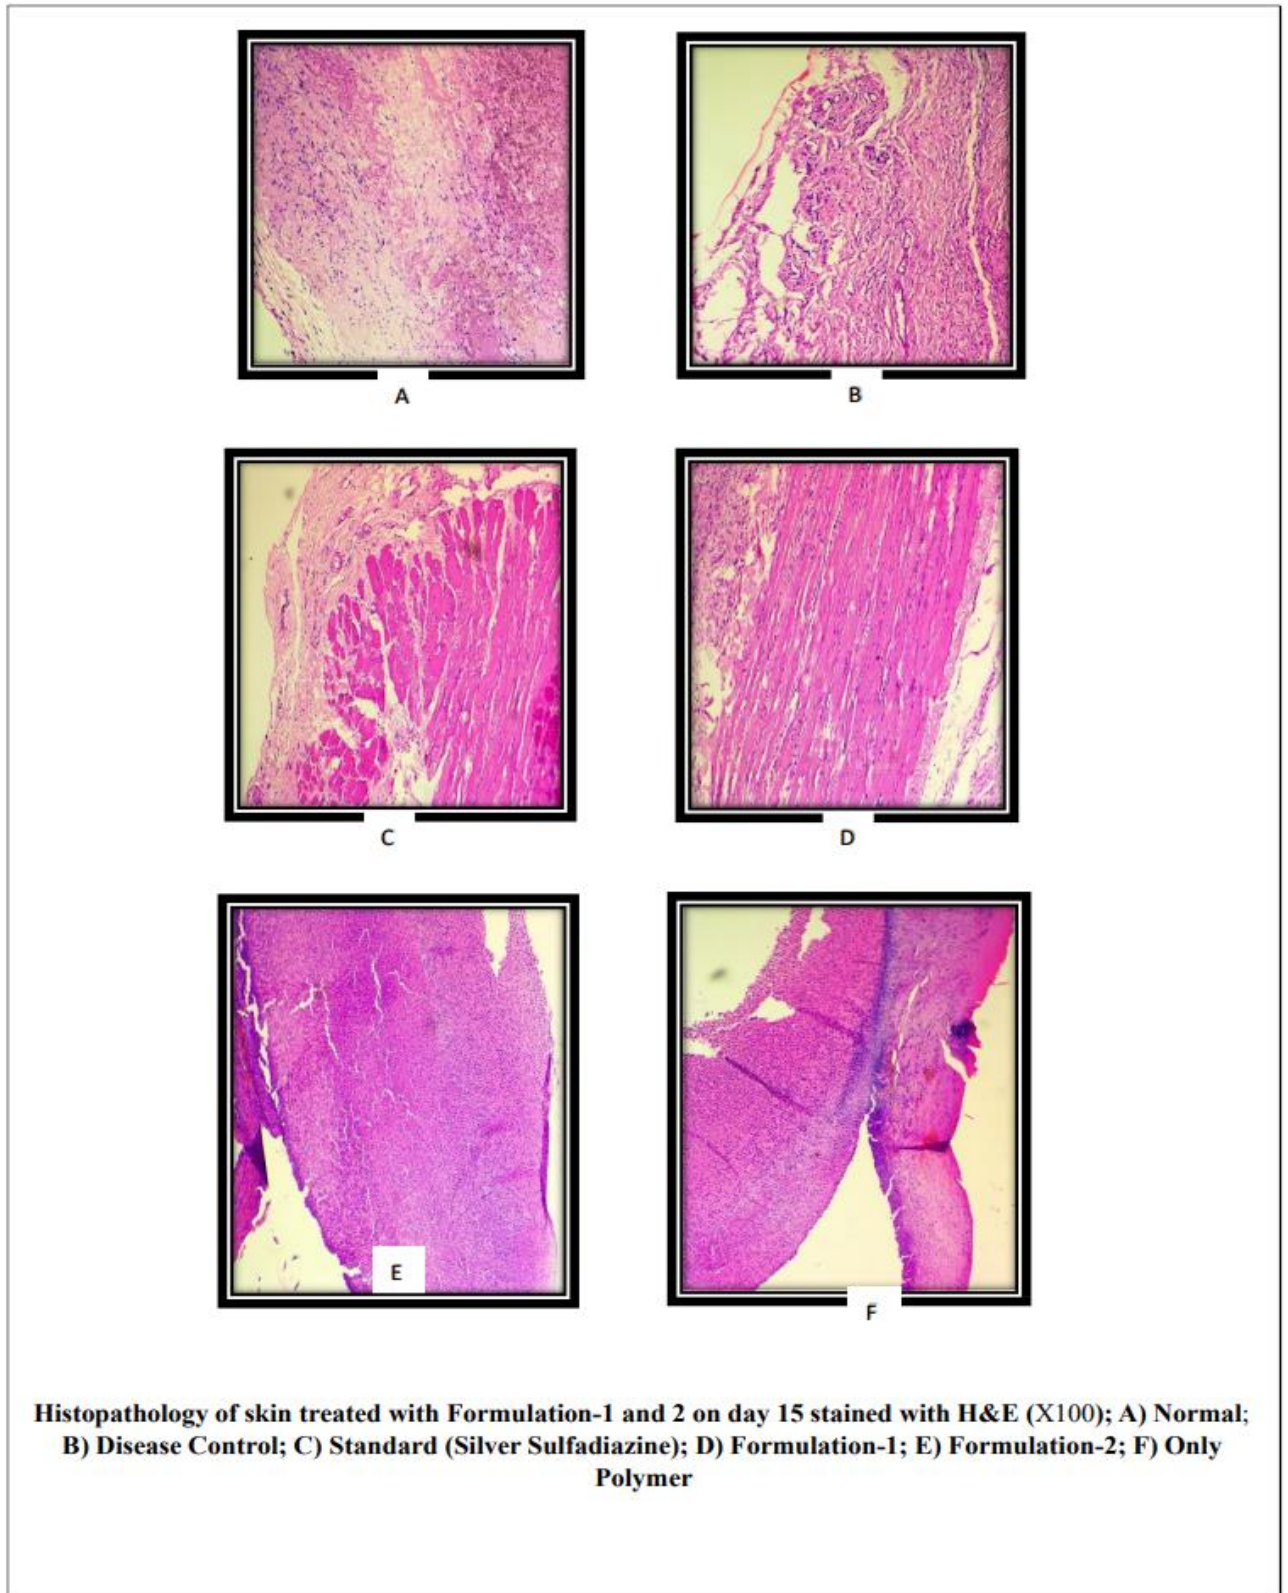 A
B
C
D
E
F
Histopathology of skin treated with Formulation-1 and 2 on day 15 stained with H&E (X100); A) Normal;
B) Disease Control; C) Standard (Silver Sulfadiazine); D) Formulation-1; E) Formulation-2; F) Only
Polymer